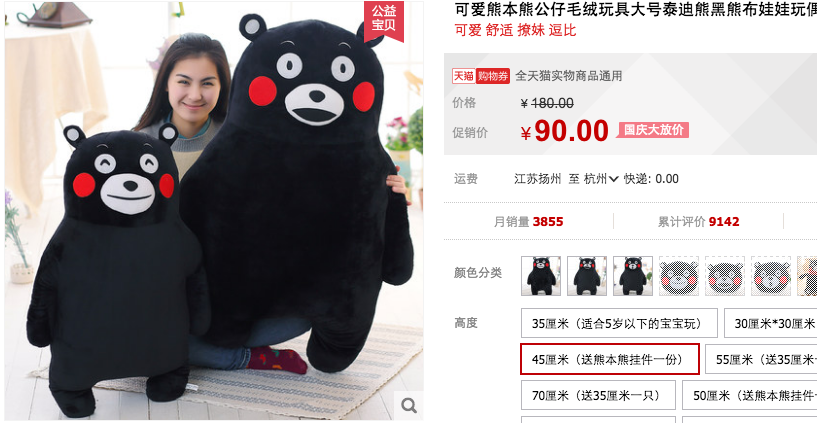 公益
宝贝
可爱熊本熊公仔毛绒玩具大号泰迪熊黑熊布娃娃玩偶
可爱 舒适 撩妹 逗比
天猫 购物券 全天猫实物商品通用
价格 ¥180.00
促销价 ¥90.00 国庆大放价
运费 江苏扬州 至 杭州 快递: 0.00
月销量 3855 累计评价 9142
颜色分类
高度 35厘米（适合5岁以下的宝宝玩） 30厘米*30厘米
45厘米（送熊本熊挂件一份） 55厘米（送35厘米一
70厘米（送35厘米一只） 50厘米（送熊本熊挂件